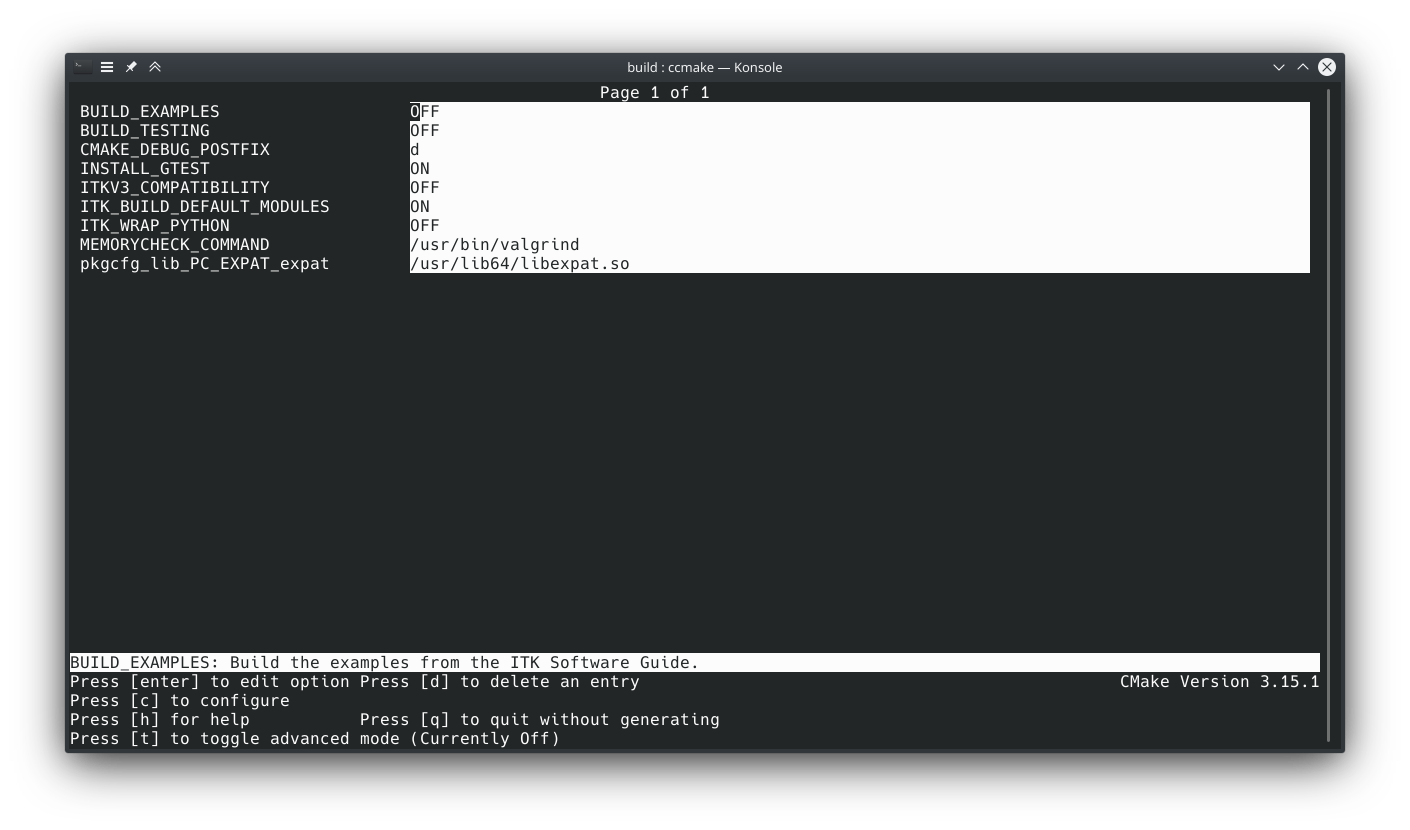 build : ccmake — Konsole
Page 1 of 1
BUILD_EXAMPLES OFF
BUILD_TESTING OFF
CMAKE_DEBUG_POSTFIX d
INSTALL_GTEST ON
ITKV3_COMPATIBILITY OFF
ITK_BUILD_DEFAULT_MODULES ON
ITK_WRAP_PYTHON OFF
MEMORYCHECK_COMMAND /usr/bin/valgrind
pkgcfg_lib_PC_EXPAT_expat /usr/lib64/libexpat.so
BUILD_EXAMPLES: Build the examples from the ITK Software Guide.
Press [enter] to edit option Press [d] to delete an entry CMake Version 3.15.1
Press [c] to configure
Press [h] for help Press [q] to quit without generating
Press [t] to toggle advanced mode (Currently Off)